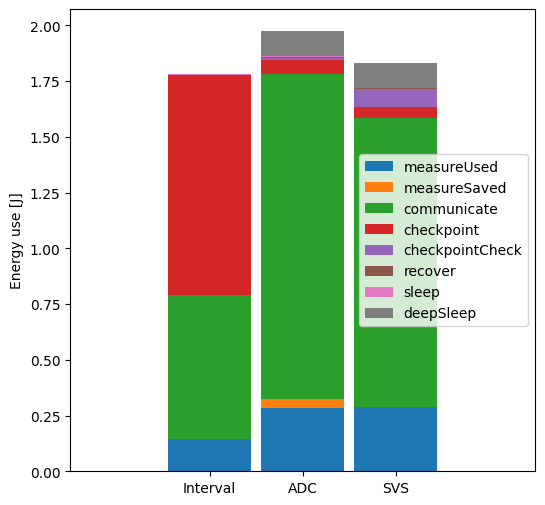 2.00
1.75
1.50
1.25
1.00
0.75
0.50
0.25
0.00
Energy use [J]
measureUsed
measureSaved
communicate
checkpoint
checkpointCheck
recover
sleep
deepSleep
Interval ADC SVS